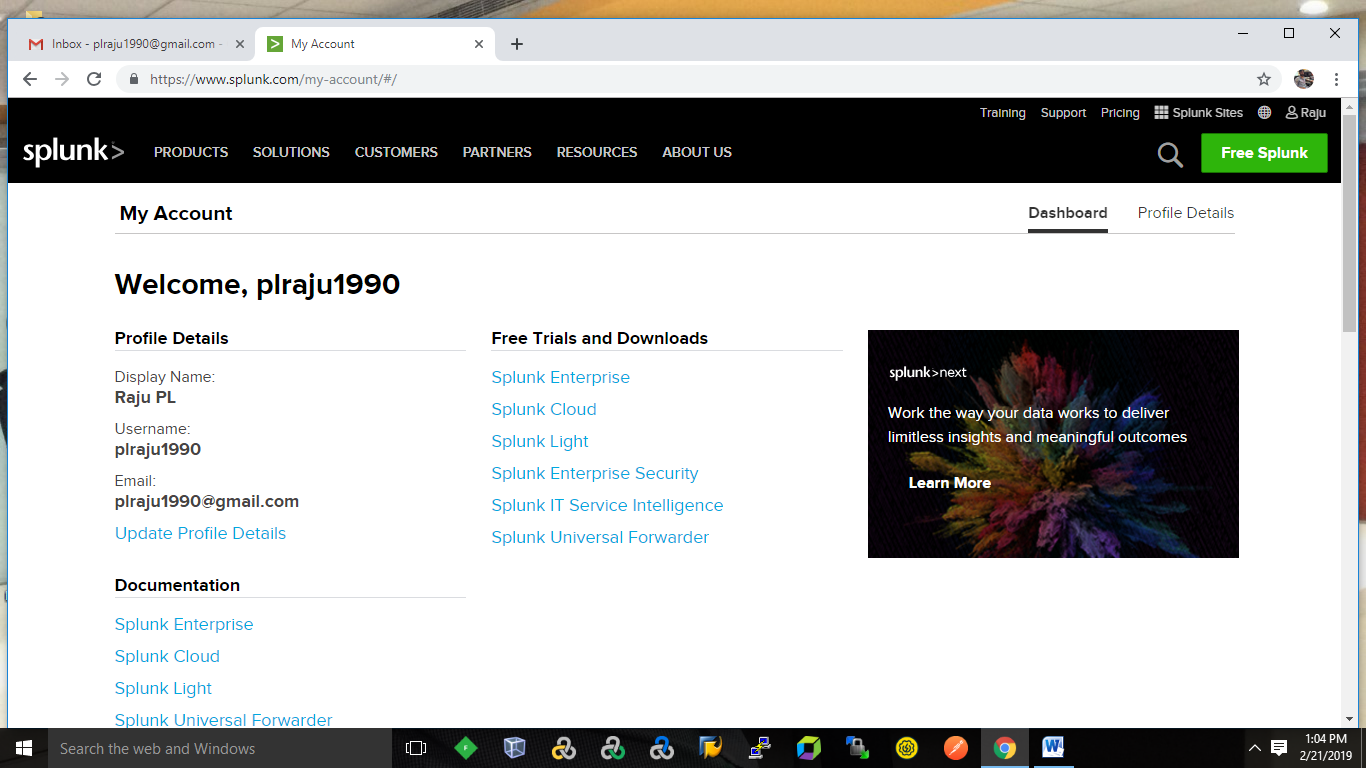 Inbox - plraju1990@gmail.com -
My Account
https://www.splunk.com/my-account/#/
Training Support Pricing Splunk Sites Raju
splunk> PRODUCTS SOLUTIONS CUSTOMERS PARTNERS RESOURCES ABOUT US Free Splunk
My Account
Dashboard Profile Details
Welcome, plraju1990
Profile Details
Display Name:
Raju PL
Username:
plraju1990
Email:
plraju1990@gmail.com
Update Profile Details
Documentation
Splunk Enterprise
Splunk Cloud
Splunk Light
Splunk Universal Forwarder
Free Trials and Downloads
Splunk Enterprise
Splunk Cloud
Splunk Light
Splunk Enterprise Security
Splunk IT Service Intelligence
Splunk Universal Forwarder
splunk>next
Work the way your data works to deliver
limitless insights and meaningful outcomes
Learn More
Search the web and Windows
1:04 PM
2/21/2019